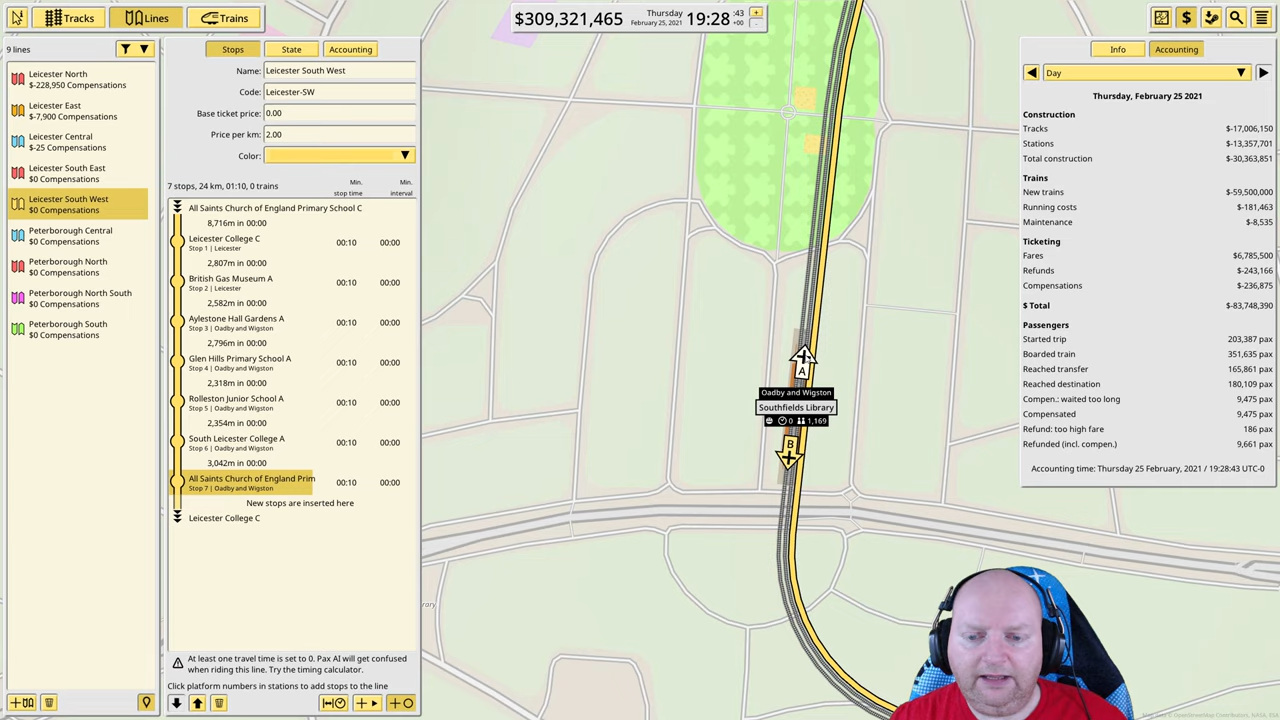 Tracks
Lines
Trains
$309,321,465
Thursday
February 25, 2021
19:28
:43
+00
+
-
9 lines
Leicester North
$-228,950 Compensations
Leicester East
$-7,900 Compensations
Leicester Central
$-25 Compensations
Leicester South East
$0 Compensations
Leicester South West
$0 Compensations
Peterborough Central
$0 Compensations
Peterborough North
$0 Compensations
Peterborough North South
$0 Compensations
Peterborough South
$0 Compensations
Stops
State
Accounting
Name: Leicester South West
Code: Leicester-SW
Base ticket price: 0.00
Price per km: 2.00
Color:
7 stops, 24 km, 01:10, 0 trains
Min.
stop time
Min.
interval
All Saints Church of England Primary School C
8,716m in 00:00
Leicester College C
Stop 1 | Leicester
00:10 00:00
2,807m in 00:00
British Gas Museum A
Stop 2 | Leicester
00:10 00:00
2,582m in 00:00
Aylestone Hall Gardens A
Stop 3 | Oadby and Wigston
00:10 00:00
2,796m in 00:00
Glen Hills Primary School A
Stop 4 | Oadby and Wigston
00:10 00:00
2,318m in 00:00
Rolleston Junior School A
Stop 5 | Oadby and Wigston
00:10 00:00
2,354m in 00:00
South Leicester College A
Stop 6 | Oadby and Wigston
00:10 00:00
3,042m in 00:00
All Saints Church of England Prim
Stop 7 | Oadby and Wigston
00:10 00:00
New stops are inserted here
Leicester College C
At least one travel time is set to 0. Pax AI will get confused
when riding this line. Try the timing calculator.
Click platform numbers in stations to add stops to the line
A
Oadby and Wigston
Southfields Library
0 1,169
B
rary
Info
Accounting
Day
Thursday, February 25 2021
Construction
Tracks $-17,006,150
Stations $-13,357,701
Total construction $-30,363,851
Trains
New trains $-59,500,000
Running costs $-181,463
Maintenance $-8,535
Ticketing
Fares $6,785,500
Refunds $-243,166
Compensations $-236,875
$ Total $-83,748,390
Passengers
Started trip 203,387 pax
Boarded train 351,635 pax
Reached transfer 165,861 pax
Reached destination 180,109 pax
Compen.: waited too long 9,475 pax
Compensated 9,475 pax
Refund: too high fare 186 pax
Refunded (incl. compen.) 9,661 pax
Accounting time: Thursday 25 February, 2021 / 19:28:43 UTC-0